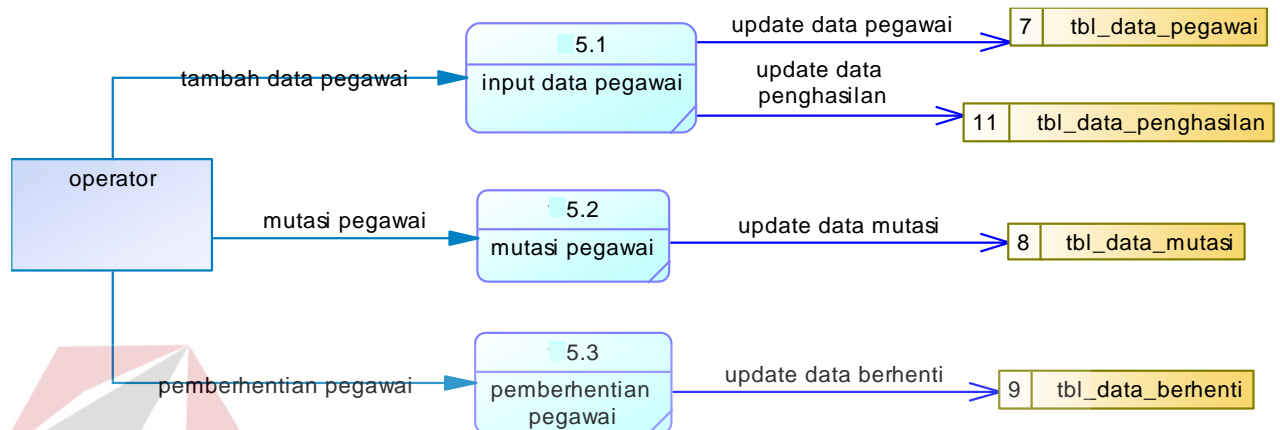 update data pegawai
7 tbl_data_pegawai
5.1
input data pegawai
tambah data pegawai
update data
penghasilan
11 tbl_data_penghasilan
operator
mutasi pegawai
5.2
mutasi pegawai
update data mutasi
8 tbl_data_mutasi
pemberhentian pegawai
5.3
pemberhentian
pegawai
update data berhenti
9 tbl_data_berhenti